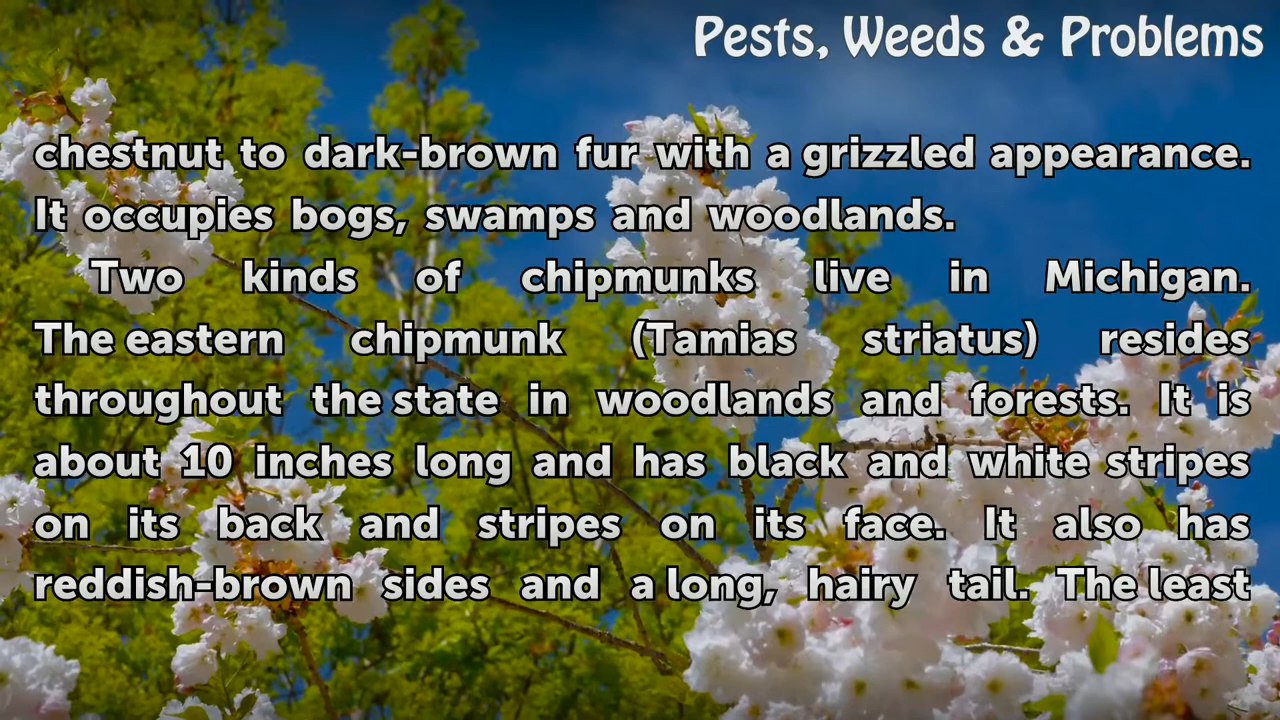 Pests, Weeds & Problems
chestnut to dark-brown fur with a grizzled appearance.
It occupies bogs, swamps and woodlands.
Two kinds of chipmunks live in Michigan.
The eastern chipmunk (Tamias striatus) resides
throughout the state in woodlands and forests. It is
about 10 inches long and has black and white stripes
on its back and stripes on its face. It also has
reddish-brown sides and a long, hairy tail. The least